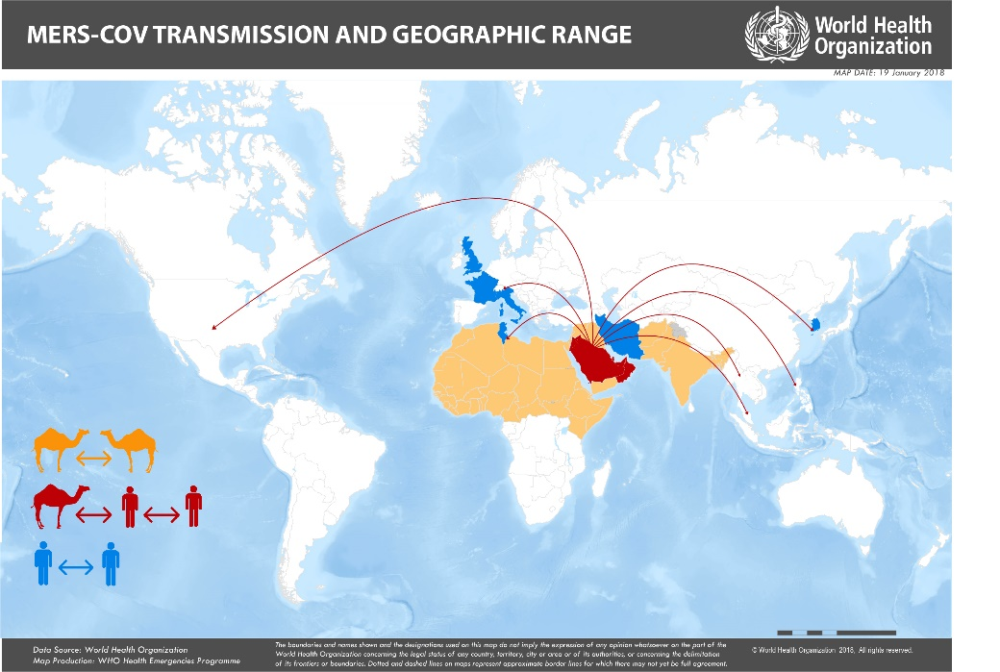 MERS-COV TRANSMISSION AND GEOGRAPHIC RANGE
World Health
Organization
MAP DATE: 19 January 2018
Data Source: World Health Organization
Map Production: WHO Health Emergencies Programme
The boundaries and names shown and the designations used on this map do not imply the expression of any opinion whatsoever on the part of the
World Health Organization concerning the legal status of any country, territory, city or area or of its authorities, or concerning the delimitation
of its frontiers or boundaries. Dotted and dashed lines on maps represent approximate border lines for which there may not yet be full agreement.
© World Health Organization 2018, All rights reserved.